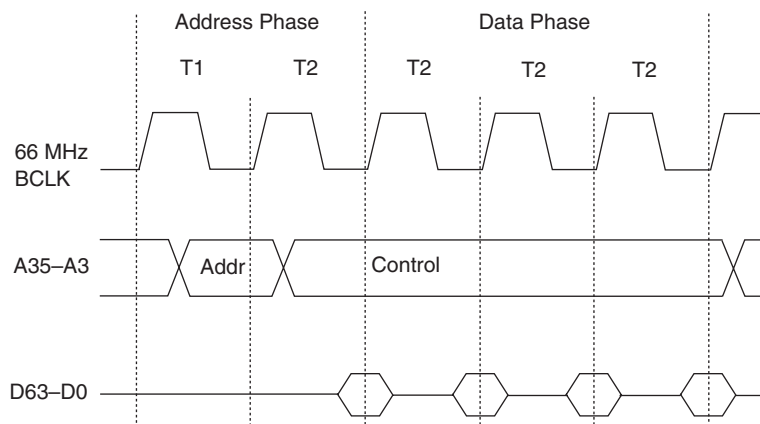 Address Phase Data Phase
T1 T2 T2 T2 T2
66 MHz
BCLK
A35–A3 Addr Control
D63–D0